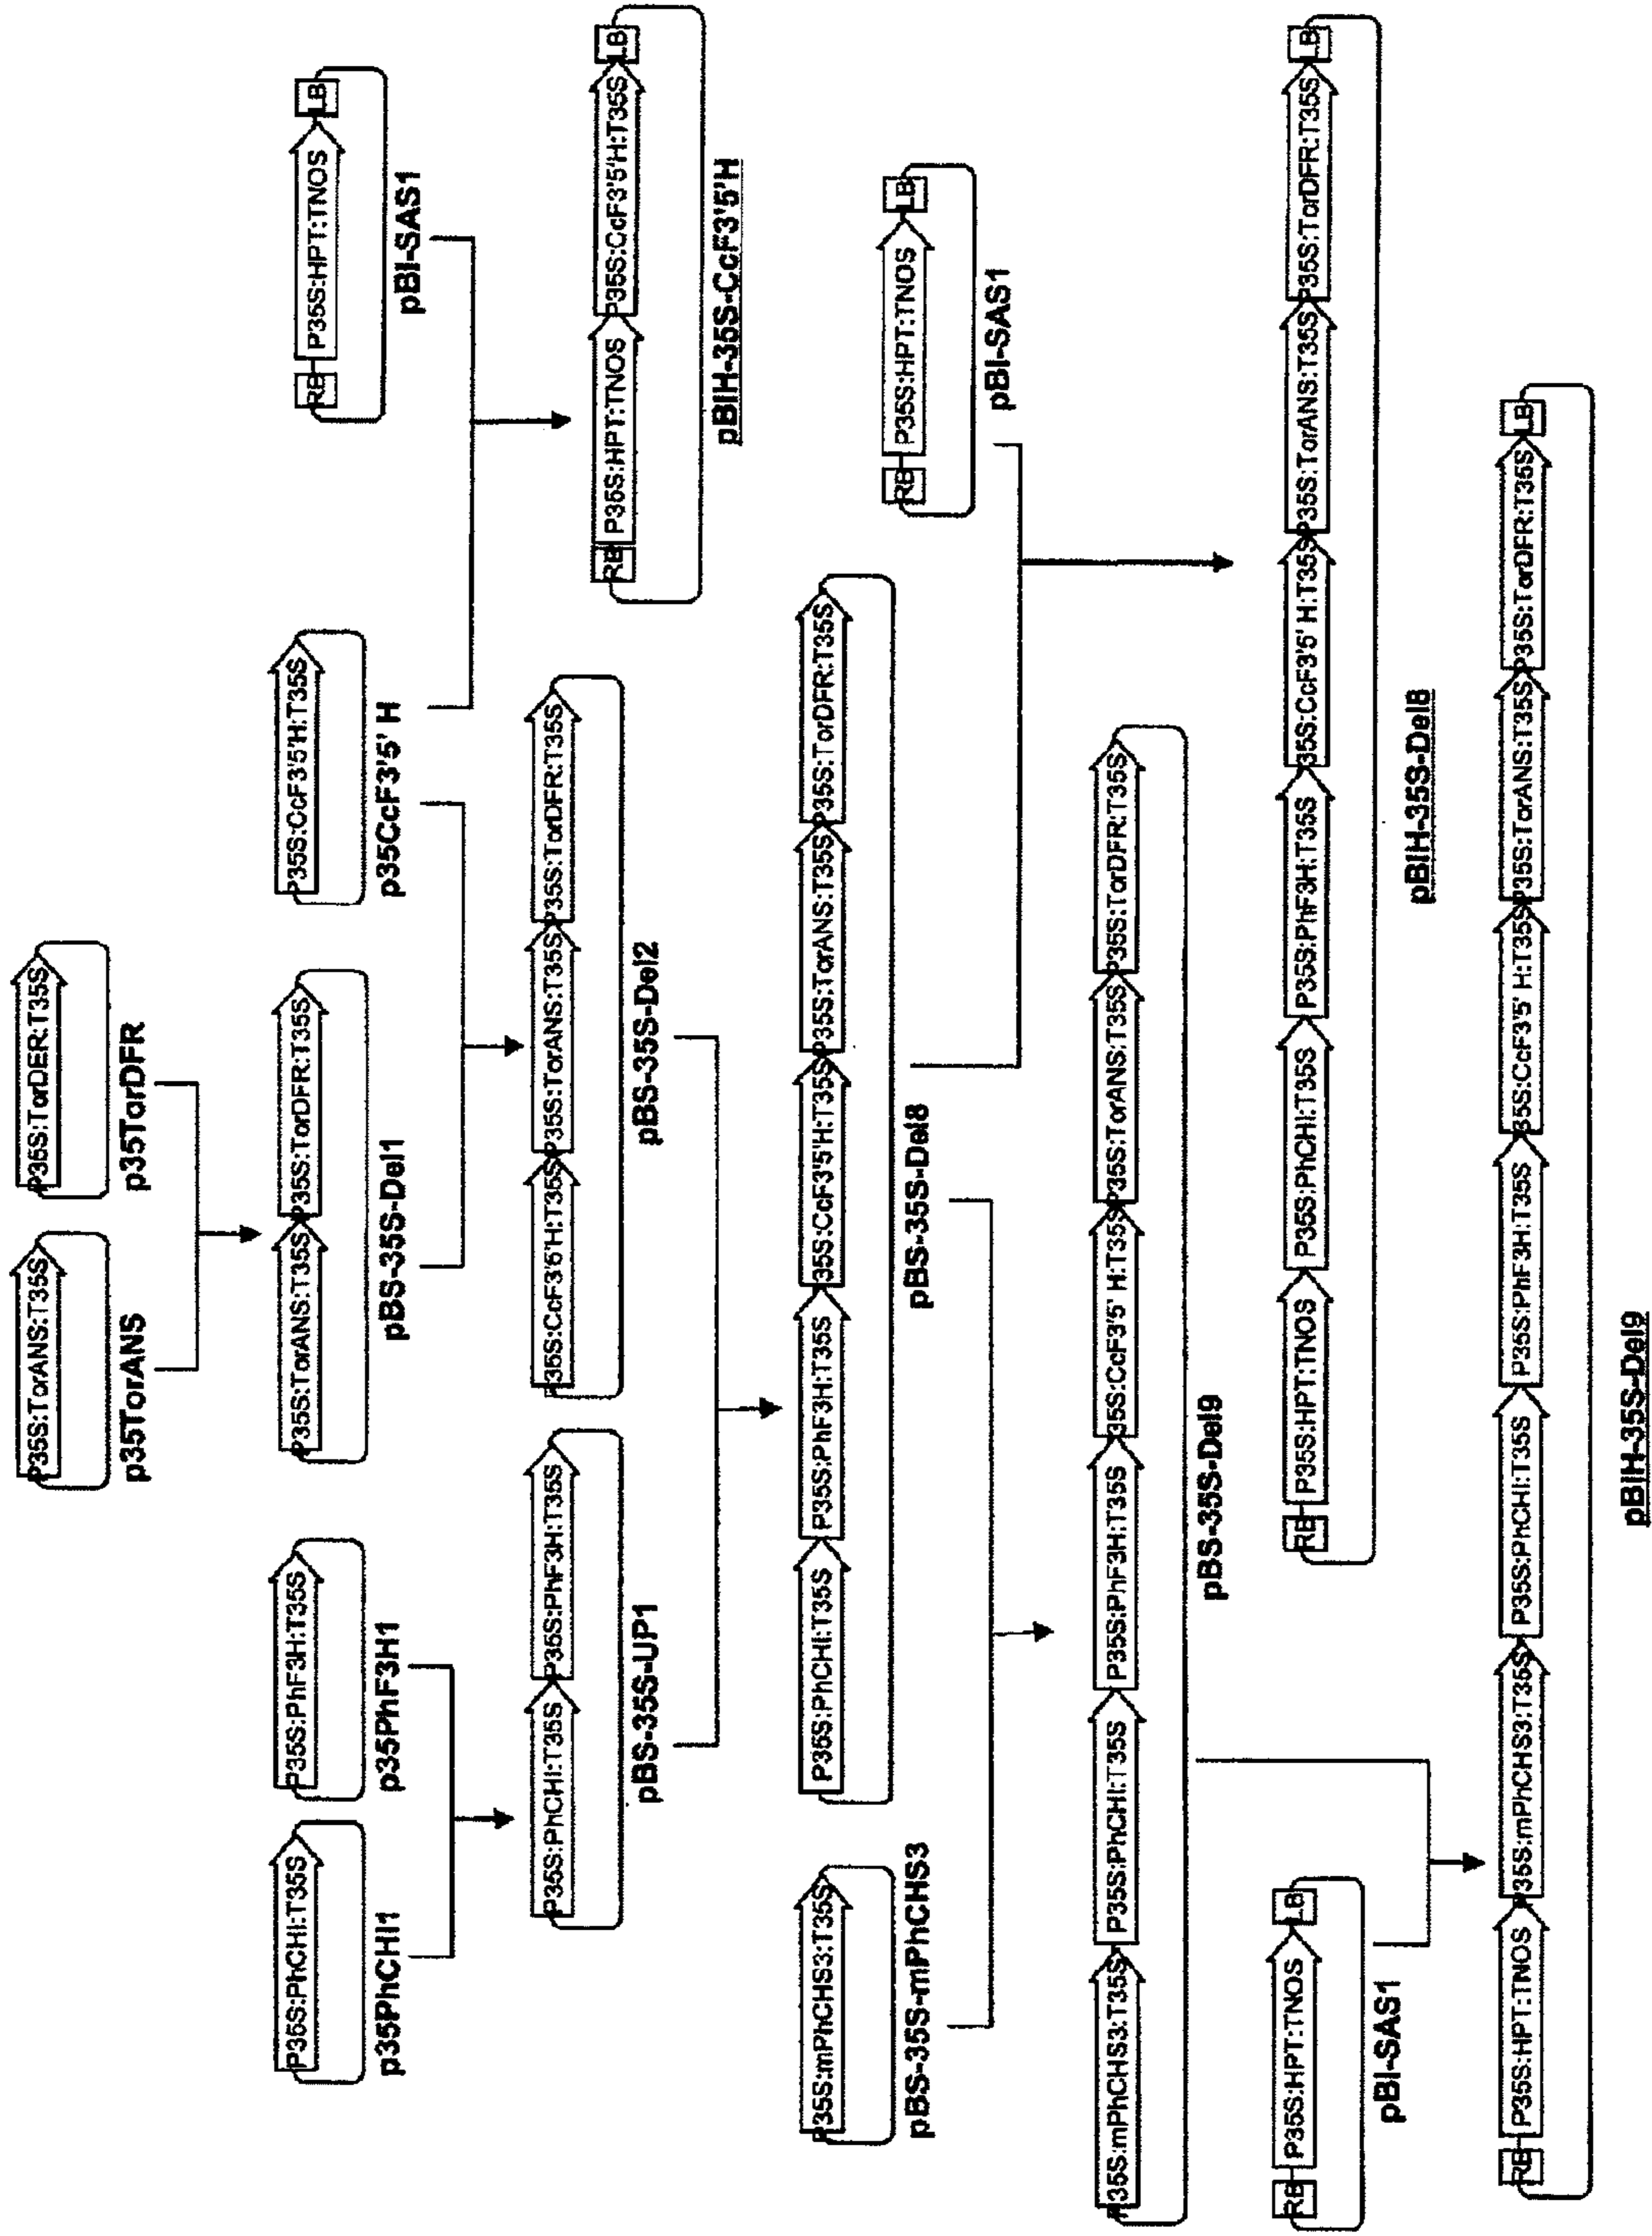 P35S:TorANS:T35S
P35S:TorDER:T35S
p35TorANS
p35TorDFR
P35S:PhCHI:T35S
P35S:PhF3H:T35S
P35S:TorANS:T35S P35S:TorDFR:T35S
P35S:CcF3'5'H:T35S
RB P35S:HPT:TNOS LB
p35PhCHI1
p35PhF3H1
pBS-35S-Del1
p35CcF3'5' H
pBI-SAS1
P35S:PhCHI:T35S P35S:PhF3H:T35S
P35S:CcF3'5'H:T35S P35S:TorANS:T35S P35S:TorDFR:T35S
RB P35S:HPT:TNOS P35S:CcF3'5'H:T35S LB
pBS-35S-UP1
pBS-35S-Del2
pBIH-35S-CcF3'5'H
P35S:mPhCHS3:T35S
P35S:PhCHI:T35S P35S:PhF3H:T35S 35S:CcF3'5'H:T35S P35S:TorANS:T35S P35S:TorDFR:T35S
RB P35S:HPT:TNOS LB
pBS-35S-mPhCHS3
pBS-35S-Del8
pBI-SAS1
P35S:mPhCHS3:T35S P35S:PhCHI:T35S P35S:PhF3H:T35S 35S:CcF3'5' H:T35S P35S:TorANS:T35S P35S:TorDFR:T35S
pBS-35S-Del9
RB P35S:HPT:TNOS LB
RB P35S:HPT:TNOS P35S:PhCHI:T35S P35S:PhF3H:T35S 35S:CcF3'5' H:T35S P35S:TorANS:T35S P35S:TorDFR:T35S LB
pBI-SAS1
pBIH-35S-Del8
RB P35S:HPT:TNOS P35S:mPhCHS3:T35S P35S:PhCHI:T35S P35S:PhF3H:T35S 35S:CcF3'5' H:T35S P35S:TorANS:T35S P35S:TorDFR:T35S LB
pBIH-35S-Del9